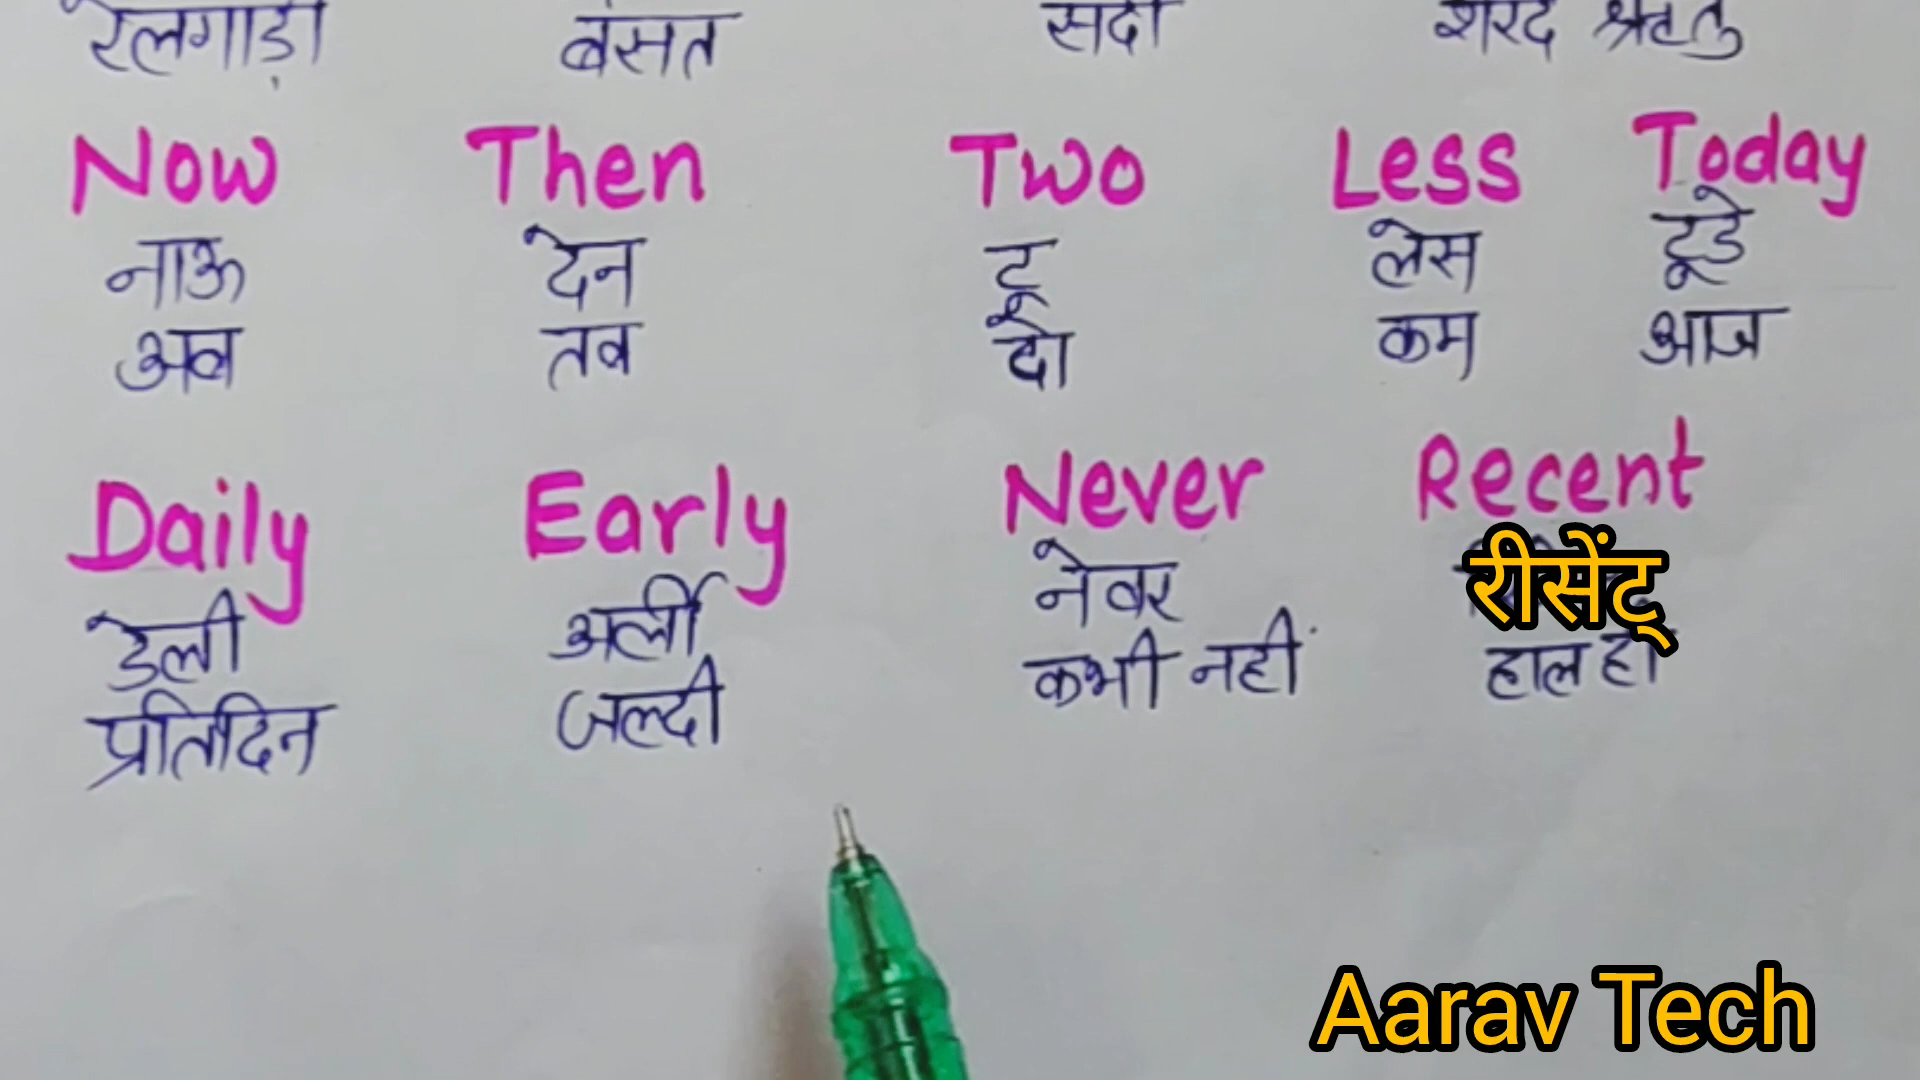 रेलगाड़ी बंसत सर्दी शरद ऋतु
Now Then Two Less Today
नाऊ देन टू लेस टूडे
अब तब दो कम आज
Daily Early Never Recent
डेली अर्ली नेवर रीसेंट्
प्रतिदिन जल्दी कभी नहीं हाल ही
Aarav Tech